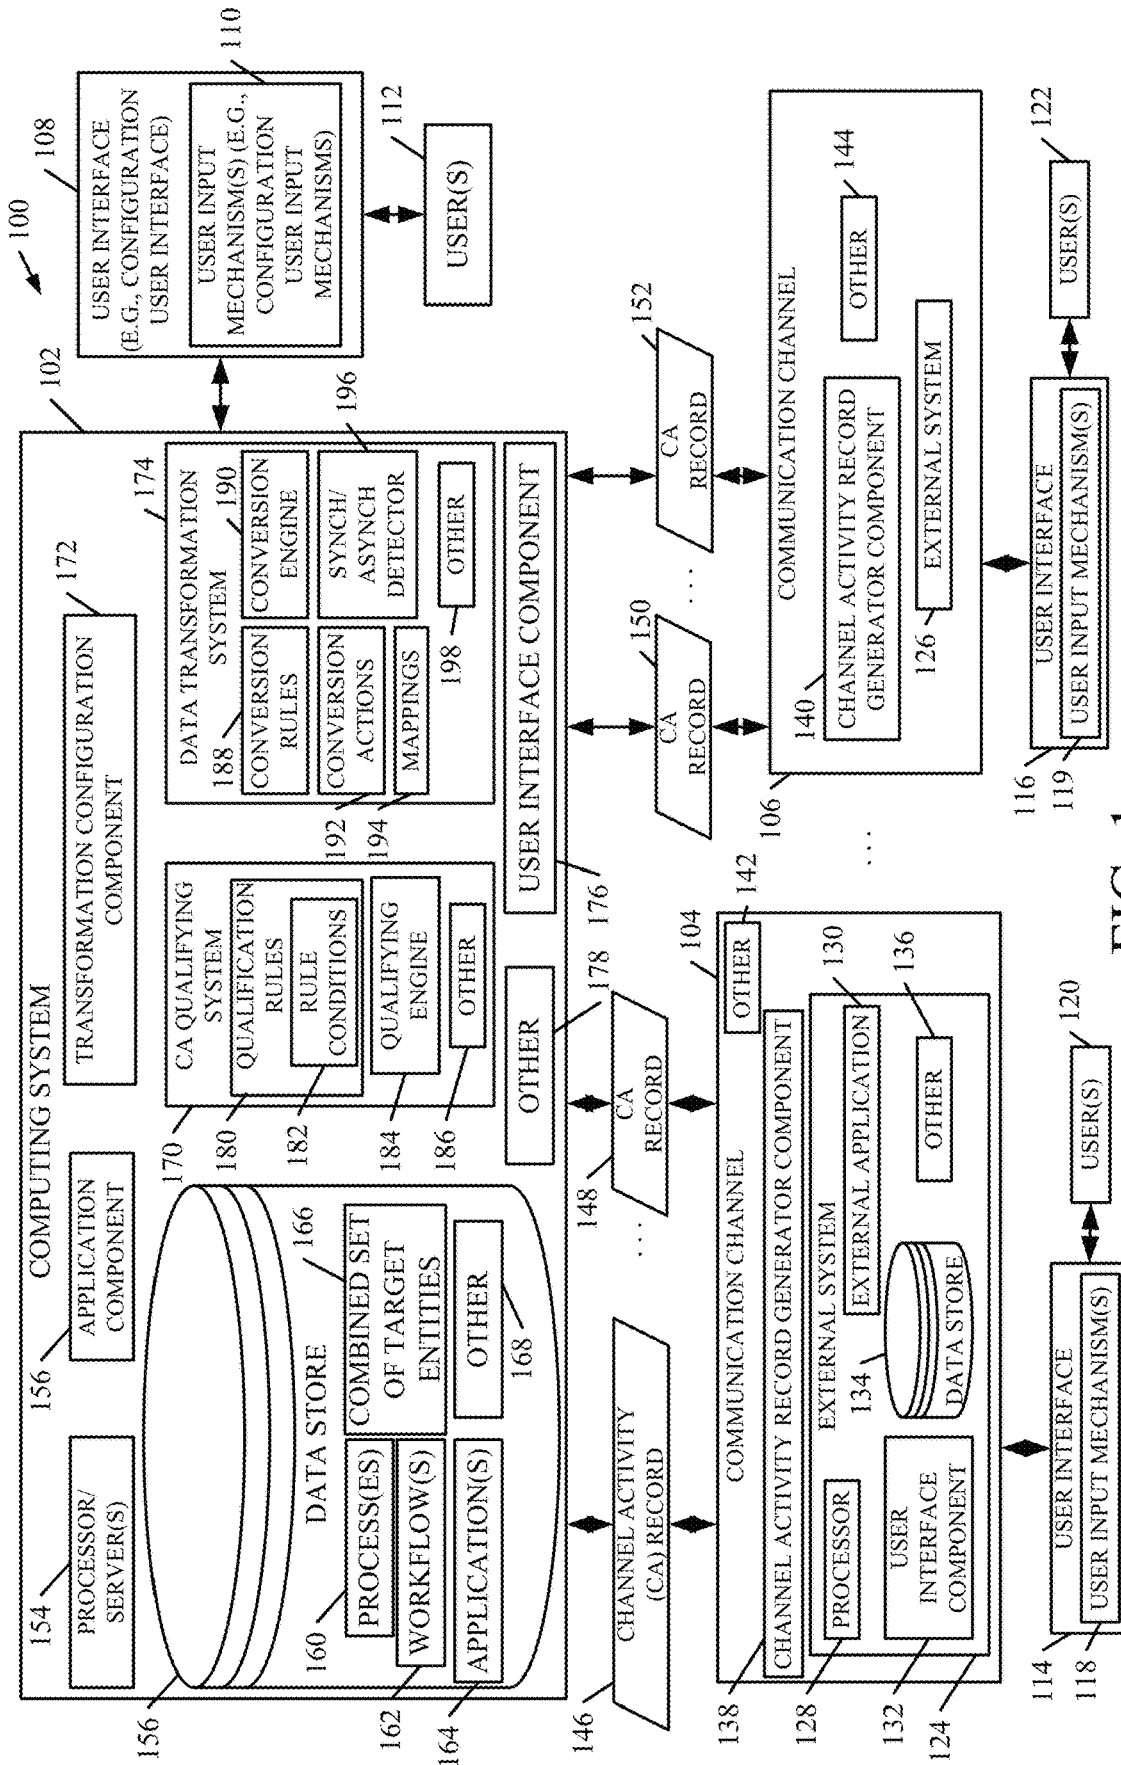 100
COMPUTING SYSTEM
102
154
PROCESSOR/
SERVER(S)
156
APPLICATION
COMPONENT
TRANSFORMATION CONFIGURATION
COMPONENT
172
156
DATA STORE
160
PROCESS(ES)
162
WORKFLOW(S)
164
APPLICATION(S)
166
COMBINED SET
OF TARGET
ENTITIES
OTHER
168
170
CA QUALIFYING
SYSTEM
180
QUALIFICATION
RULES
182
RULE
CONDITIONS
184
QUALIFYING
ENGINE
186
OTHER
174
DATA TRANSFORMATION
SYSTEM
188
CONVERSION
RULES
190
CONVERSION
ENGINE
192
CONVERSION
ACTIONS
196
SYNCH/
ASYNCH
DETECTOR
194
MAPPINGS
198
OTHER
OTHER
178
USER INTERFACE COMPONENT
176
108
USER INTERFACE
(E.G., CONFIGURATION
USER INTERFACE)
110
USER INPUT
MECHANISM(S) (E.G.,
CONFIGURATION
USER INPUT
MECHANISMS)
112
USER(S)
146
CHANNEL ACTIVITY
(CA) RECORD
...
148
CA
RECORD
150
CA
RECORD
...
152
CA
RECORD
104
COMMUNICATION CHANNEL
OTHER
142
138
CHANNEL ACTIVITY RECORD GENERATOR COMPONENT
EXTERNAL SYSTEM
128
PROCESSOR
130
EXTERNAL APPLICATION
132
USER
INTERFACE
COMPONENT
134
DATA STORE
136
OTHER
124
114
USER INTERFACE
118
USER INPUT MECHANISM(S)
120
USER(S)
...
106
COMMUNICATION CHANNEL
140
CHANNEL ACTIVITY RECORD
GENERATOR COMPONENT
144
OTHER
126
EXTERNAL SYSTEM
116
USER INTERFACE
119
USER INPUT MECHANISM(S)
122
USER(S)
FIG. 1